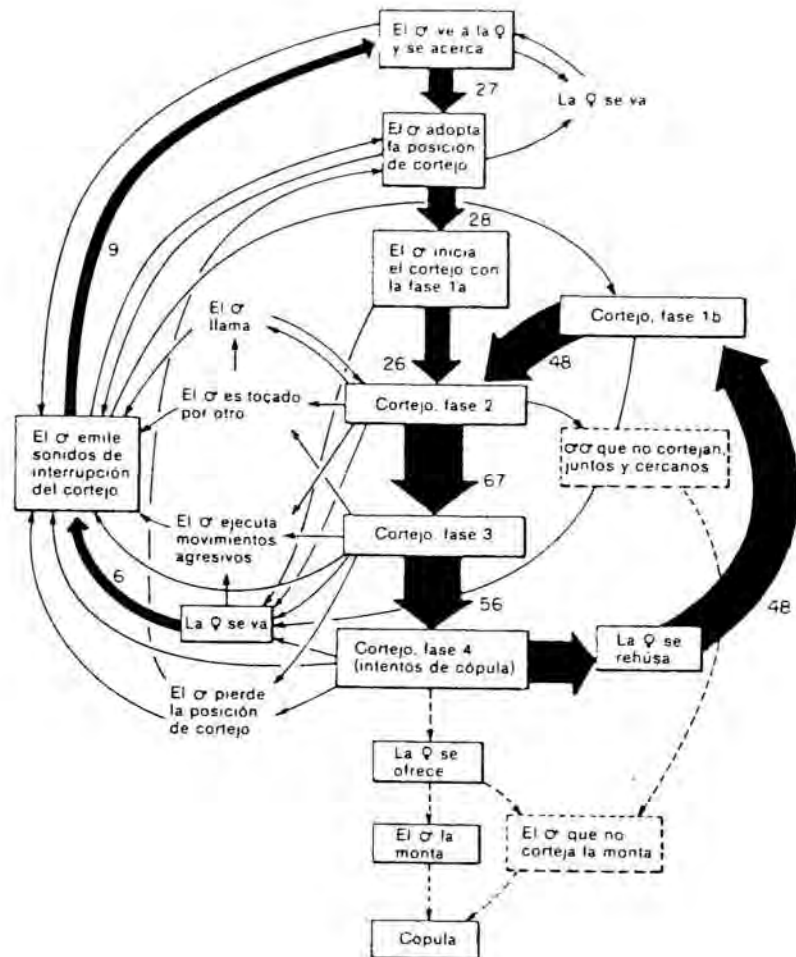 El ♂ ve a la ♀
y se acerca
27
La ♀ se va
El ♂ adopta
la posición
de cortejo
28
9
El ♂ inicia
el cortejo con
la fase 1a
El ♂
llama
Cortejo, fase 1b
26
48
El ♂ es tocado
por otro
Cortejo, fase 2
El ♂ emite
sonidos de
interrupción
del cortejo
♂♂ que no cortejan,
juntos y cercanos
67
El ♂ ejecuta
movimientos
agresivos
Cortejo, fase 3
6
56
La ♀ se va
48
Cortejo, fase 4
(intentos de cópula)
La ♀ se
rehúsa
El ♂ pierde
la posición
de cortejo
La ♀ se
ofrece
El ♂ la
monta
El ♂ que no
corteja la monta
Cópula